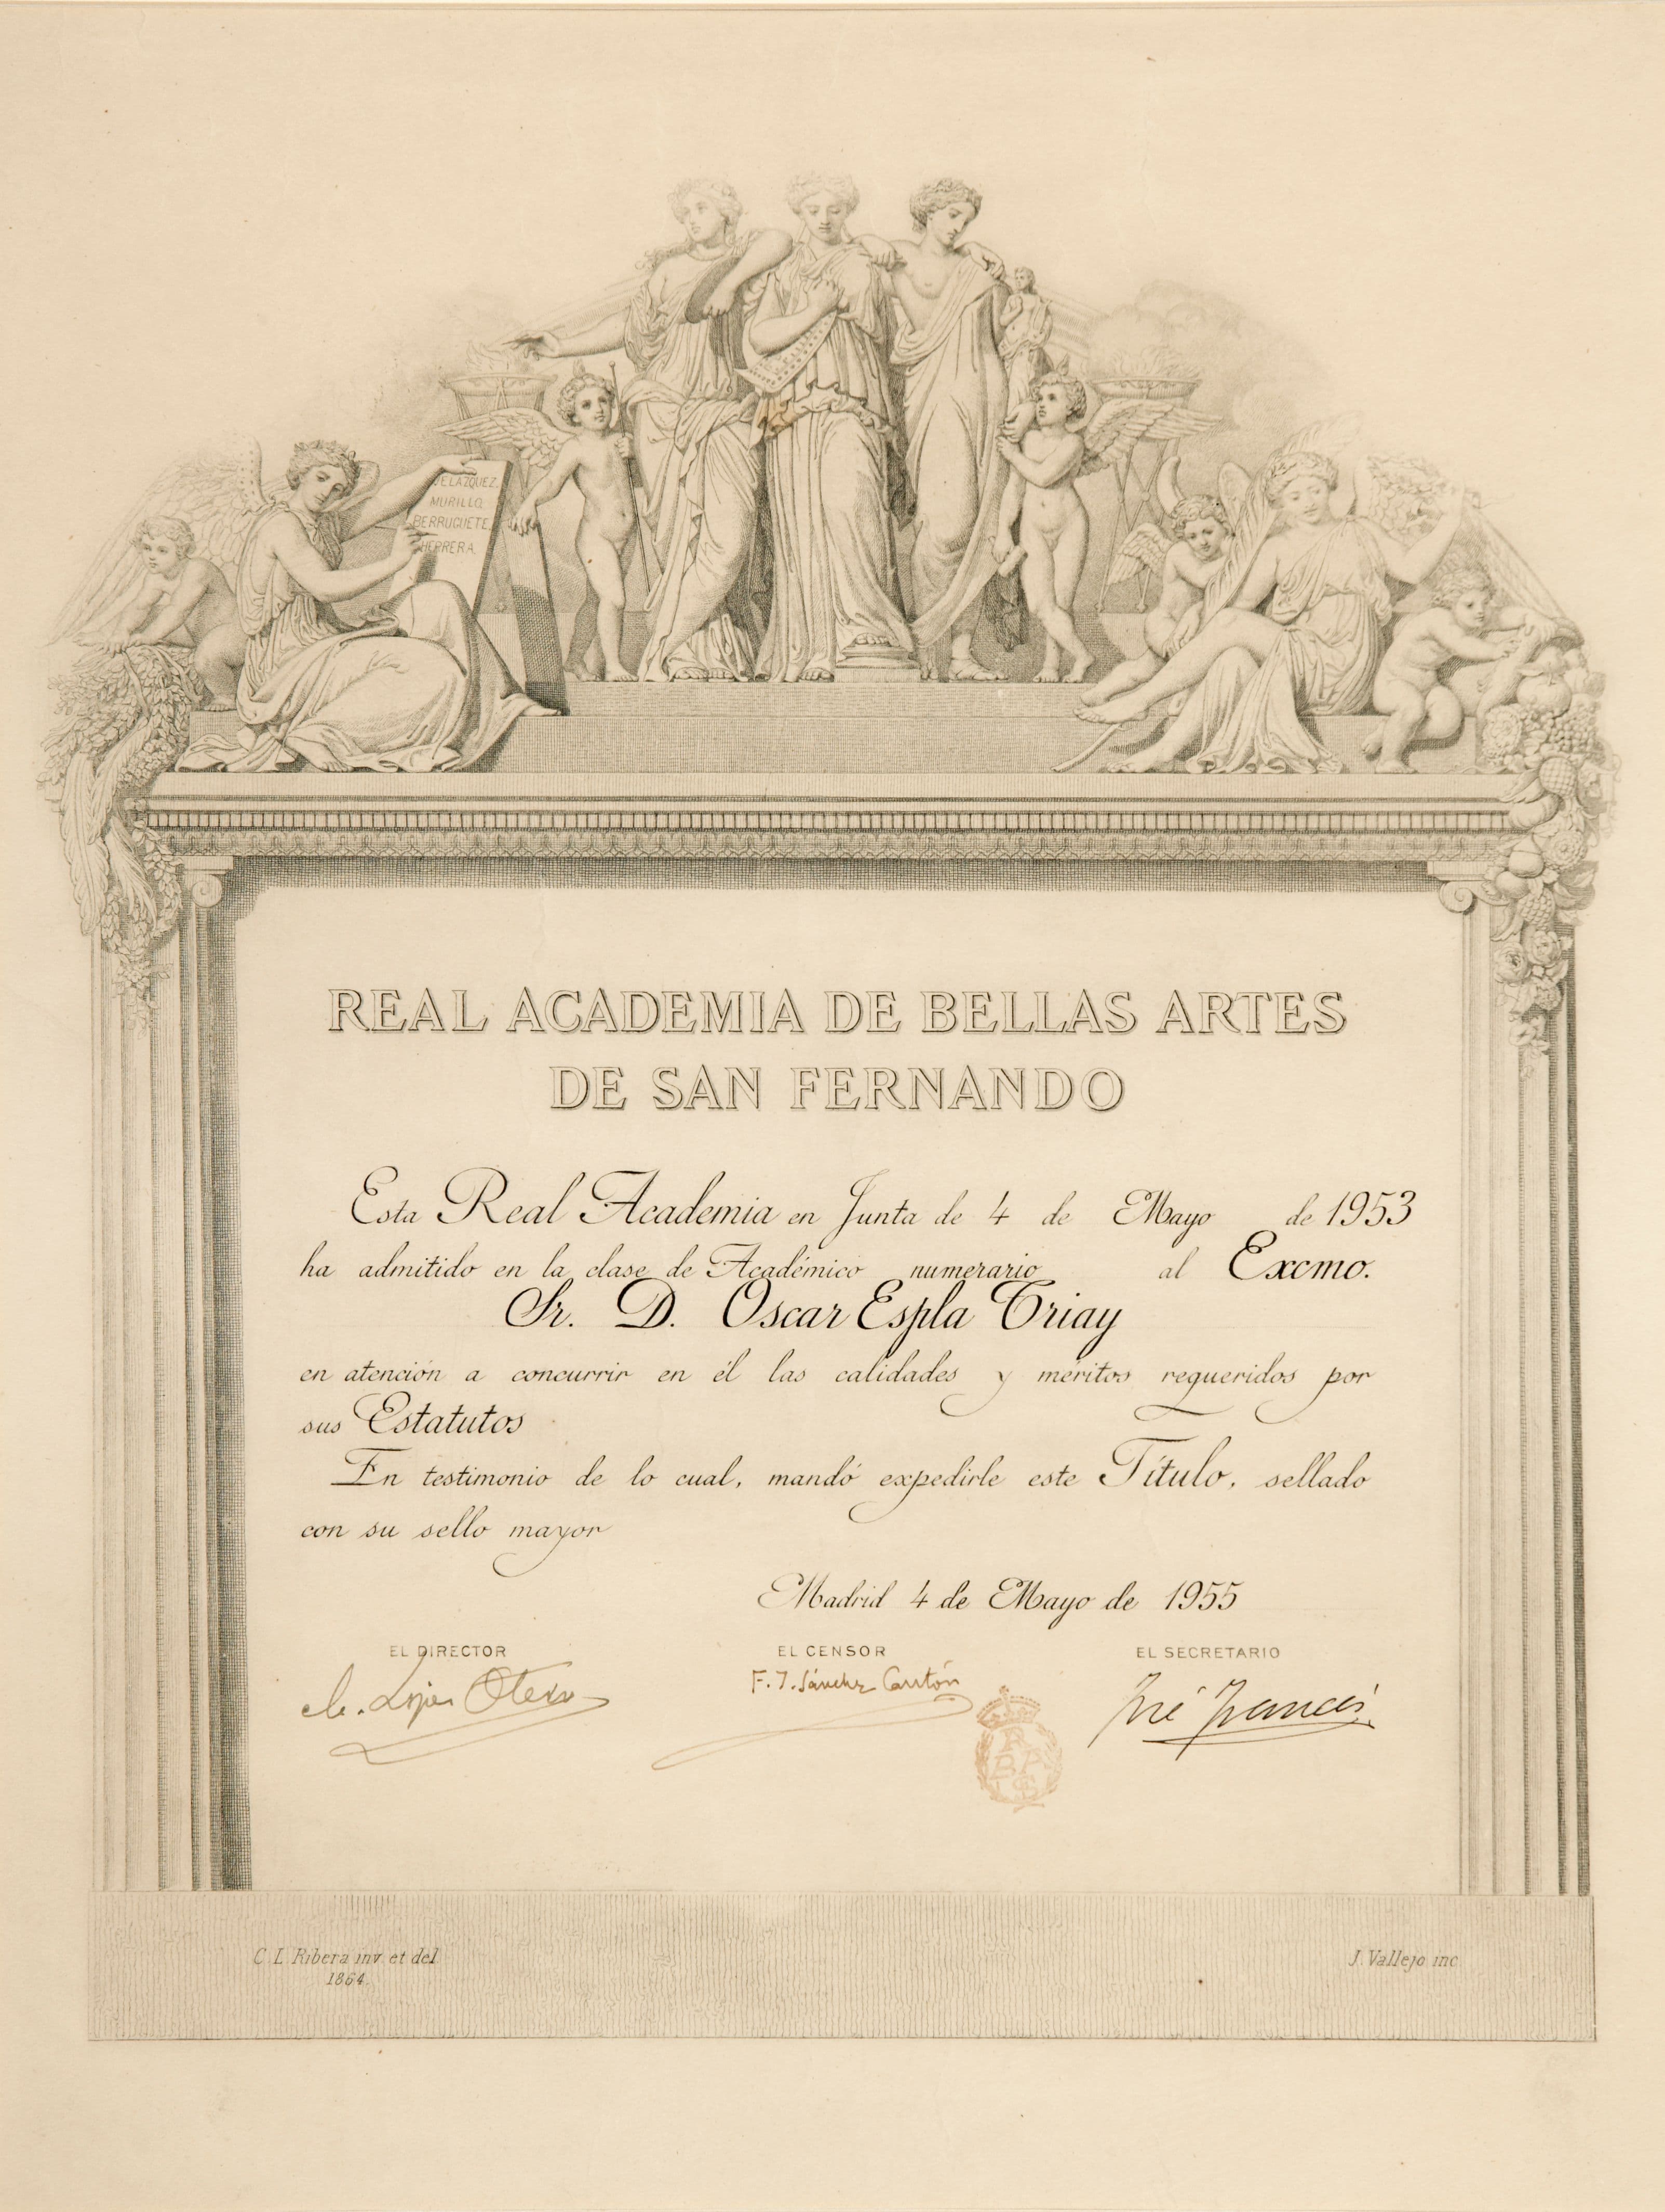 VELAZQUEZ.
MURILLO.
BERRUGUETE.
HERRERA.
REAL ACADEMIA DE BELLAS ARTES
DE SAN FERNANDO
Esta Real Academia en Junta de 4 de Mayo de 1953
ha admitido en la clase de Académico numerario al Excmo.
Sr. D. Oscar Espla Triay
en atención a concurrir en él las calidades y méritos requeridos por
sus Estatutos
En testimonio de lo cual, mandó expedirle este Título, sellado
con su sello mayor
Madrid 4 de Mayo de 1955
EL DIRECTOR EL CENSOR EL SECRETARIO
M. López Otero F. J. Sánchez Cantón José Francés
C. L. Ribera inv. et del. J. Vallejo inc.
1864.